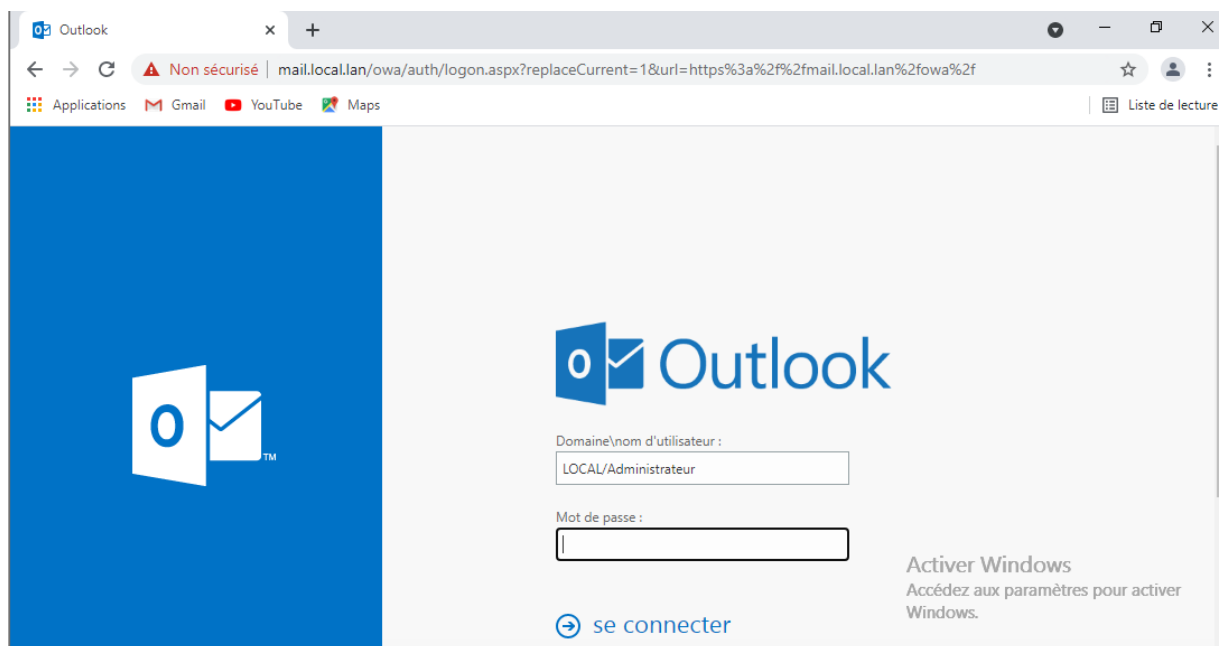 Outlook
Non sécurisé | mail.local.lan/owa/auth/logon.aspx?replaceCurrent=1&url=https%3a%2f%2fmail.local.lan%2fowa%2f
Applications Gmail YouTube Maps Liste de lecture
O
TM
O Outlook
Domaine\nom d'utilisateur :
LOCAL/Administrateur
Mot de passe :
Activer Windows
Accédez aux paramètres pour activer
Windows.
se connecter